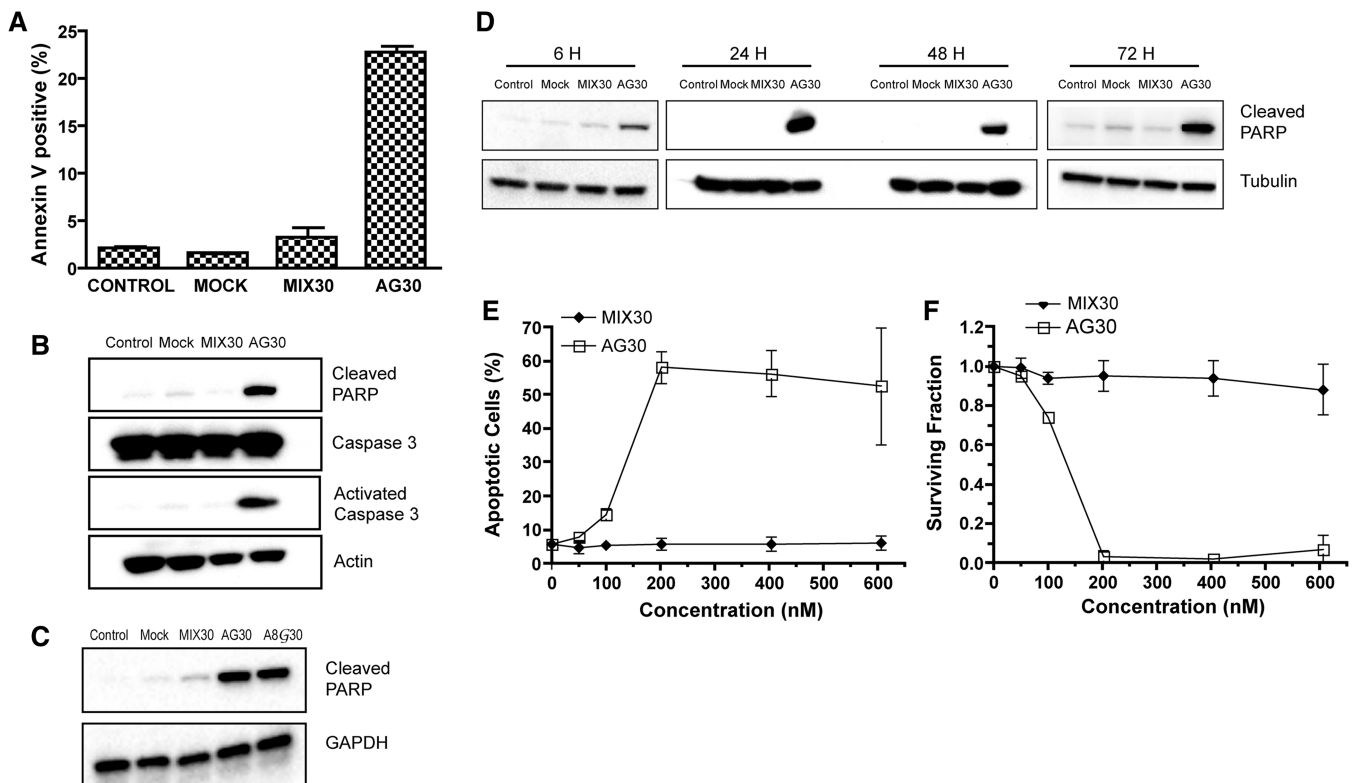 A
Annexin V positive (%)
25
20
15
10
5
0
CONTROL MOCK MIX30 AG30
B
Control Mock MIX30 AG30
Cleaved
PARP
Caspase 3
Activated
Caspase 3
Actin
C
Control Mock MIX30 AG30 A8𝒢30
Cleaved
PARP
GAPDH
D
6 H 24 H 48 H 72 H
Control Mock MIX30 AG30 Control Mock MIX30 AG30 Control Mock MIX30 AG30 Control Mock MIX30 AG30
Cleaved
PARP
Tubulin
E
MIX30
AG30
Apoptotic Cells (%)
70
60
50
40
30
20
10
0
0 100 200 300 400 500 600
Concentration (nM)
F
MIX30
AG30
Surviving Fraction
1.2
1.0
0.8
0.6
0.4
0.2
0.0
0 100 200 300 400 500 600
Concentration (nM)